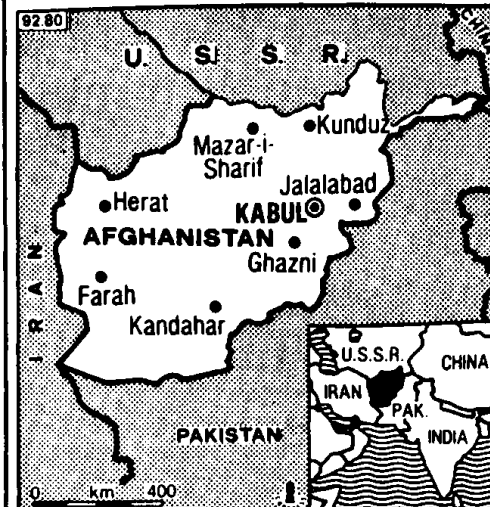 92.80
CHINA
U. S. S. R.
Kunduz
Mazar-i-
Sharif
Jalalabad
Herat
KABUL
AFGHANISTAN
Ghazni
IRAN
Farah
Kandahar
U.S.S.R.
CHINA
IRAN
PAK.
INDIA
PAKISTAN
0 km 400